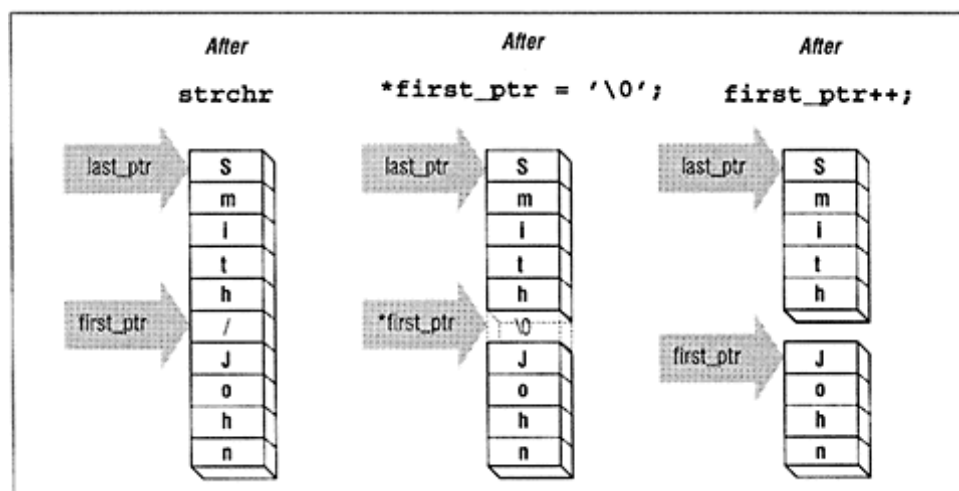 After
strchr
last_ptr
S
m
i
t
h
first_ptr
/
J
o
h
n
After
*first_ptr = '\0';
last_ptr
S
m
i
t
h
*first_ptr
\0
J
o
h
n
After
first_ptr++;
last_ptr
S
m
i
t
h
first_ptr
J
o
h
n